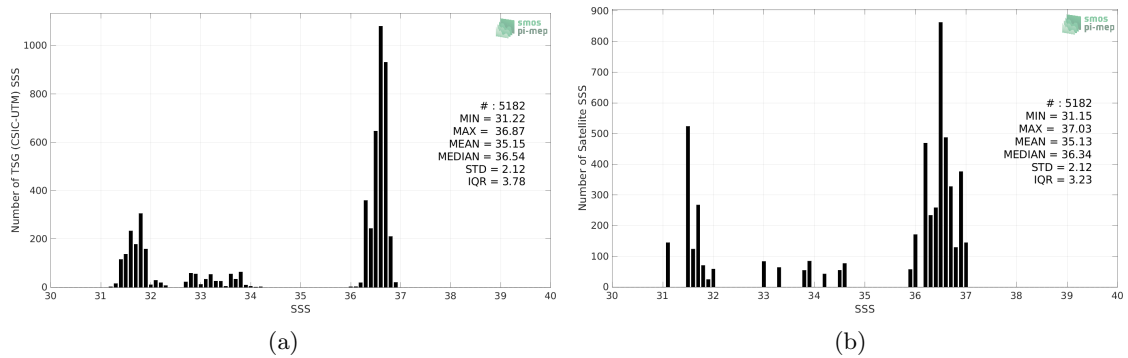 smos
pi-mep
Number of TSG (CSIC-UTM) SSS
1000
800
600
400
200
0
# : 5182
MIN = 31.22
MAX = 36.87
MEAN = 35.15
MEDIAN = 36.54
STD = 2.12
IQR = 3.78
30 31 32 33 34 35 36 37 38 39 40
SSS
(a)
smos
pi-mep
Number of Satellite SSS
900
800
700
600
500
400
300
200
100
0
# : 5182
MIN = 31.15
MAX = 37.03
MEAN = 35.13
MEDIAN = 36.34
STD = 2.12
IQR = 3.23
30 31 32 33 34 35 36 37 38 39 40
SSS
(b)